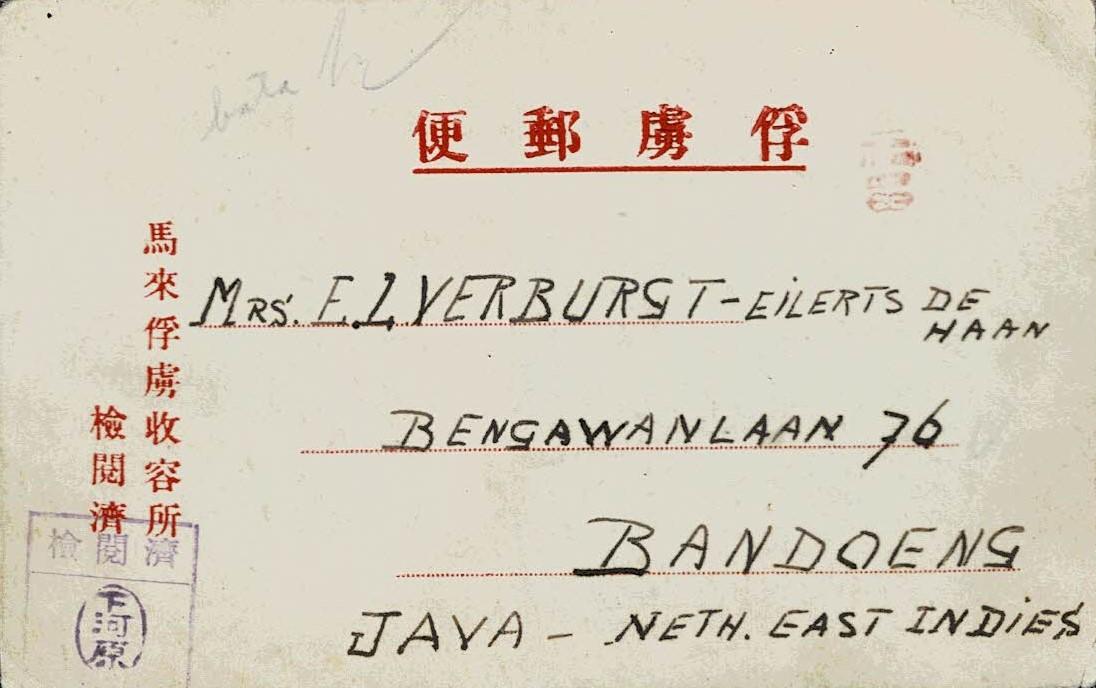 俘虜郵便
馬來俘虜收容所
檢閲濟
MRS. E.L VERBURGT-EILERTS DE
HAAN
BENGAWANLAAN 76
BANDOENG
JAVA - NETH. EAST INDIES
檢閲濟
下河原